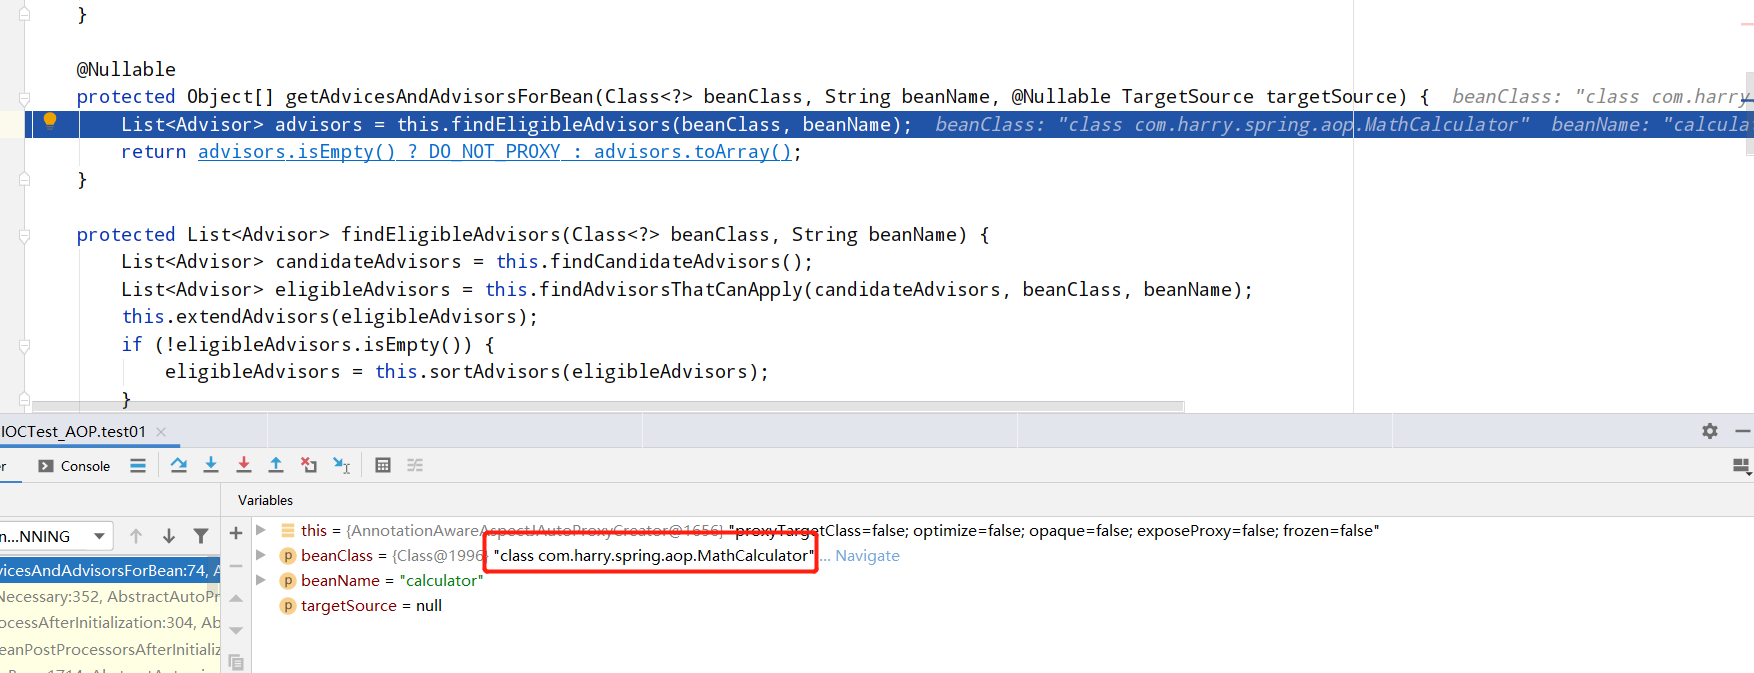 }
@Nullable
protected Object[] getAdvicesAndAdvisorsForBean(Class<?> beanClass, String beanName, @Nullable TargetSource targetSource) { beanClass: "class com.harry
List<Advisor> advisors = this.findEligibleAdvisors(beanClass, beanName); beanClass: "class com.harry.spring.aop.MathCalculator" beanName: "calcula
return advisors.isEmpty() ? DO_NOT_PROXY : advisors.toArray();
}
protected List<Advisor> findEligibleAdvisors(Class<?> beanClass, String beanName) {
List<Advisor> candidateAdvisors = this.findCandidateAdvisors();
List<Advisor> eligibleAdvisors = this.findAdvisorsThatCanApply(candidateAdvisors, beanClass, beanName);
this.extendAdvisors(eligibleAdvisors);
if (!eligibleAdvisors.isEmpty()) {
eligibleAdvisors = this.sortAdvisors(eligibleAdvisors);
}
IOCTest_AOP.test01
r Console
Variables
n...NNING
this = {AnnotationAwareAspectJAutoProxyCreator@1656} "proxyTargetClass=false; optimize=false; opaque=false; exposeProxy=false; frozen=false"
beanClass = {Class@1996} "class com.harry.spring.aop.MathCalculator" ... Navigate
beanName = "calculator"
targetSource = null
vicesAndAdvisorsForBean:74, A
Necessary:352, AbstractAutoPr
ocessAfterInitialization:304, Ab
eanPostProcessorsAfterInitializ